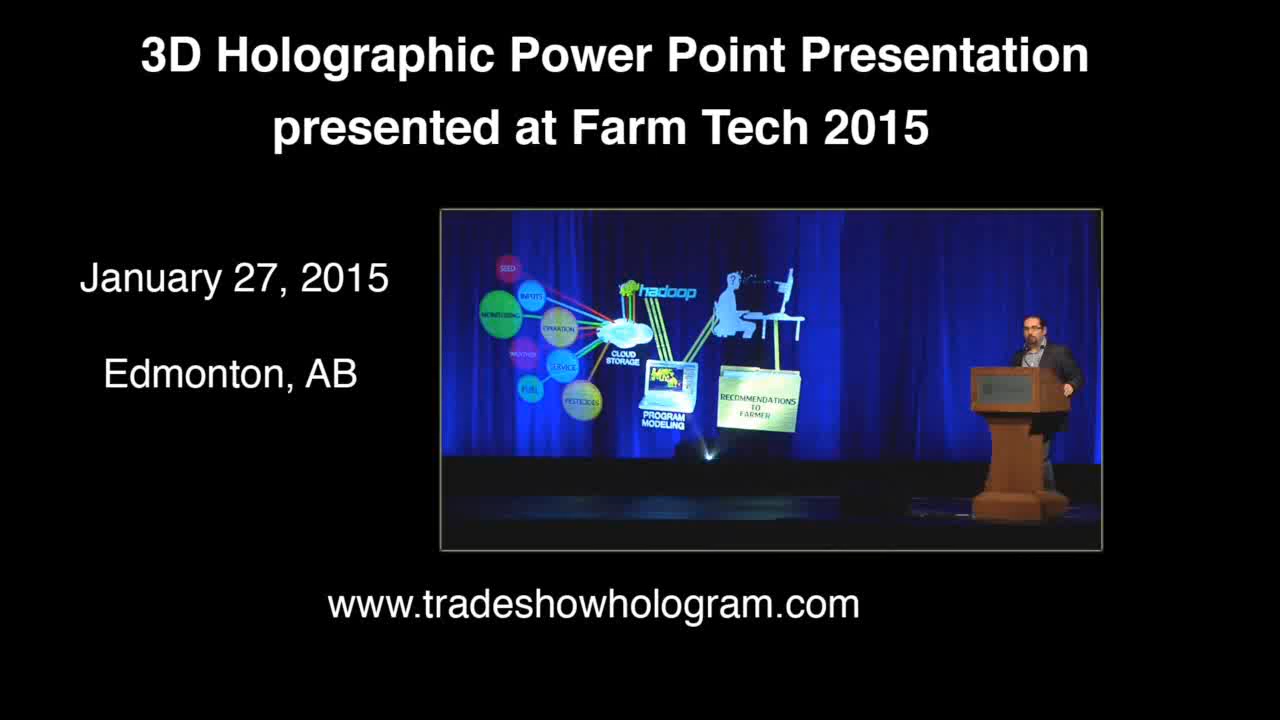 3D Holographic Power Point Presentation
presented at Farm Tech 2015
January 27, 2015
Edmonton, AB
SEED
INPUTS
MONITORING
OPERATION
WEATHER
SERVICE
FUEL
PESTICIDES
CLOUD
STORAGE
hadoop
PROGRAM
MODELING
RECOMMENDATIONS
TO
FARMER
www.tradeshowhologram.com